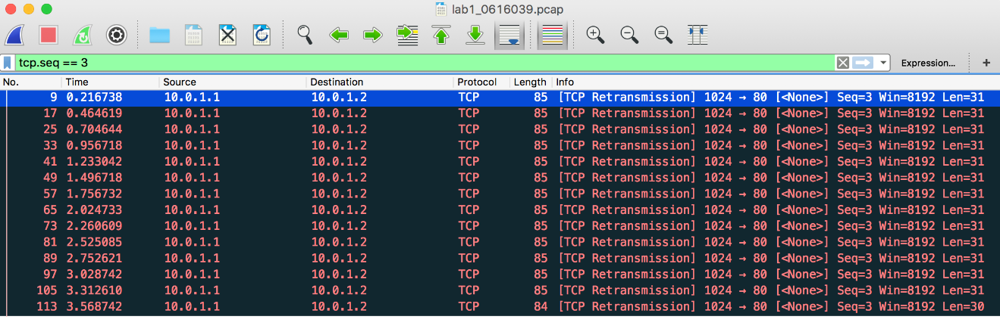 lab1_0616039.pcap
tcp.seq == 3 Expression... +
No. Time Source Destination Protocol Length Info
9 0.216738 10.0.1.1 10.0.1.2 TCP 85 [TCP Retransmission] 1024 → 80 [<None>] Seq=3 Win=8192 Len=31
17 0.464619 10.0.1.1 10.0.1.2 TCP 85 [TCP Retransmission] 1024 → 80 [<None>] Seq=3 Win=8192 Len=31
25 0.704644 10.0.1.1 10.0.1.2 TCP 85 [TCP Retransmission] 1024 → 80 [<None>] Seq=3 Win=8192 Len=31
33 0.956718 10.0.1.1 10.0.1.2 TCP 85 [TCP Retransmission] 1024 → 80 [<None>] Seq=3 Win=8192 Len=31
41 1.233042 10.0.1.1 10.0.1.2 TCP 85 [TCP Retransmission] 1024 → 80 [<None>] Seq=3 Win=8192 Len=31
49 1.496718 10.0.1.1 10.0.1.2 TCP 85 [TCP Retransmission] 1024 → 80 [<None>] Seq=3 Win=8192 Len=31
57 1.756732 10.0.1.1 10.0.1.2 TCP 85 [TCP Retransmission] 1024 → 80 [<None>] Seq=3 Win=8192 Len=31
65 2.024733 10.0.1.1 10.0.1.2 TCP 85 [TCP Retransmission] 1024 → 80 [<None>] Seq=3 Win=8192 Len=31
73 2.260609 10.0.1.1 10.0.1.2 TCP 85 [TCP Retransmission] 1024 → 80 [<None>] Seq=3 Win=8192 Len=31
81 2.525085 10.0.1.1 10.0.1.2 TCP 85 [TCP Retransmission] 1024 → 80 [<None>] Seq=3 Win=8192 Len=31
89 2.752621 10.0.1.1 10.0.1.2 TCP 85 [TCP Retransmission] 1024 → 80 [<None>] Seq=3 Win=8192 Len=31
97 3.028742 10.0.1.1 10.0.1.2 TCP 85 [TCP Retransmission] 1024 → 80 [<None>] Seq=3 Win=8192 Len=31
105 3.312610 10.0.1.1 10.0.1.2 TCP 85 [TCP Retransmission] 1024 → 80 [<None>] Seq=3 Win=8192 Len=31
113 3.568742 10.0.1.1 10.0.1.2 TCP 84 [TCP Retransmission] 1024 → 80 [<None>] Seq=3 Win=8192 Len=30